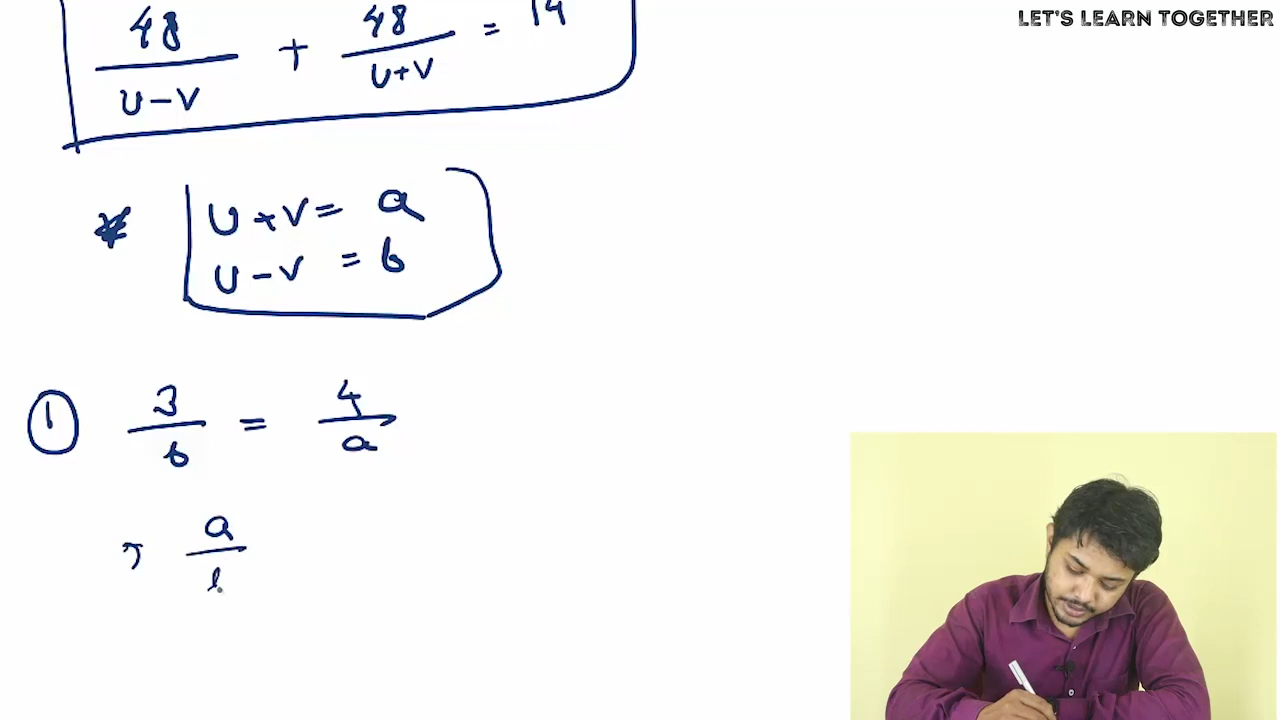 LET'S LEARN TOGETHER
48/(U-V) + 48/(U+V) = 14
* U+V = a
U-V = b
① 3/b = 4/a
⇒ a/